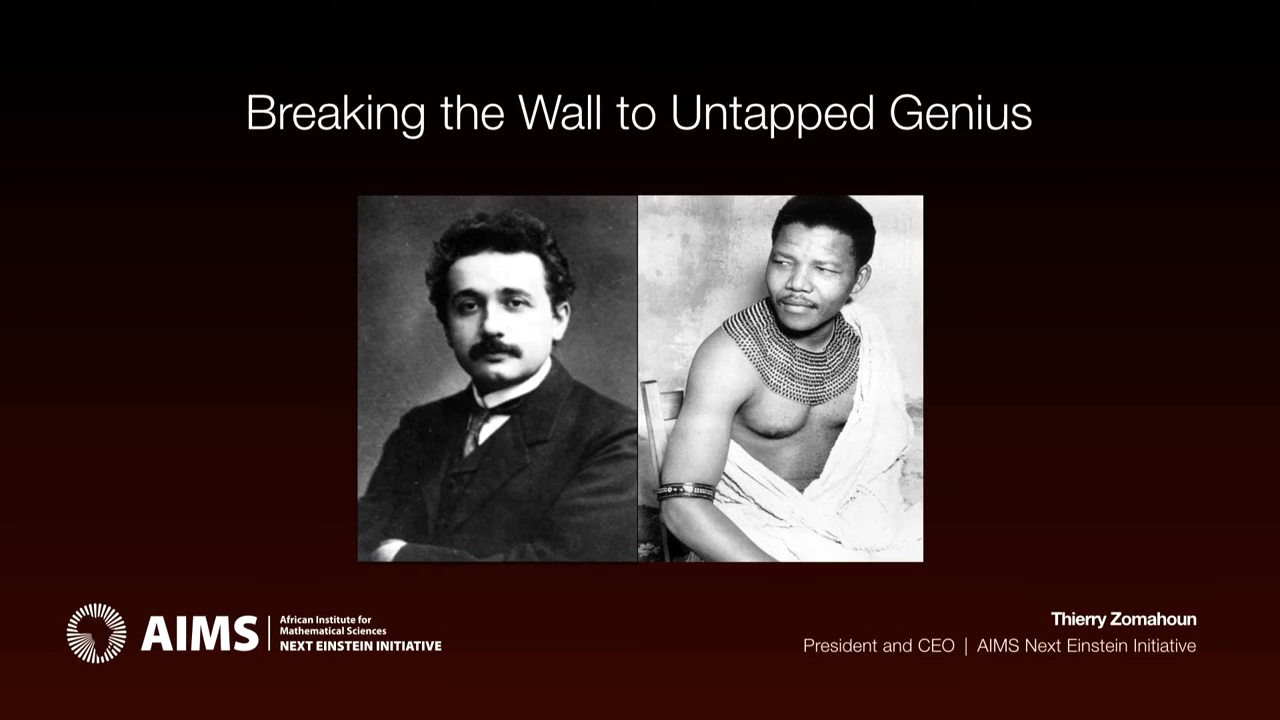 Breaking the Wall to Untapped Genius
AIMS
African Institute for
Mathematical Sciences
NEXT EINSTEIN INITIATIVE
Thierry Zomahoun
President and CEO | AIMS Next Einstein Initiative